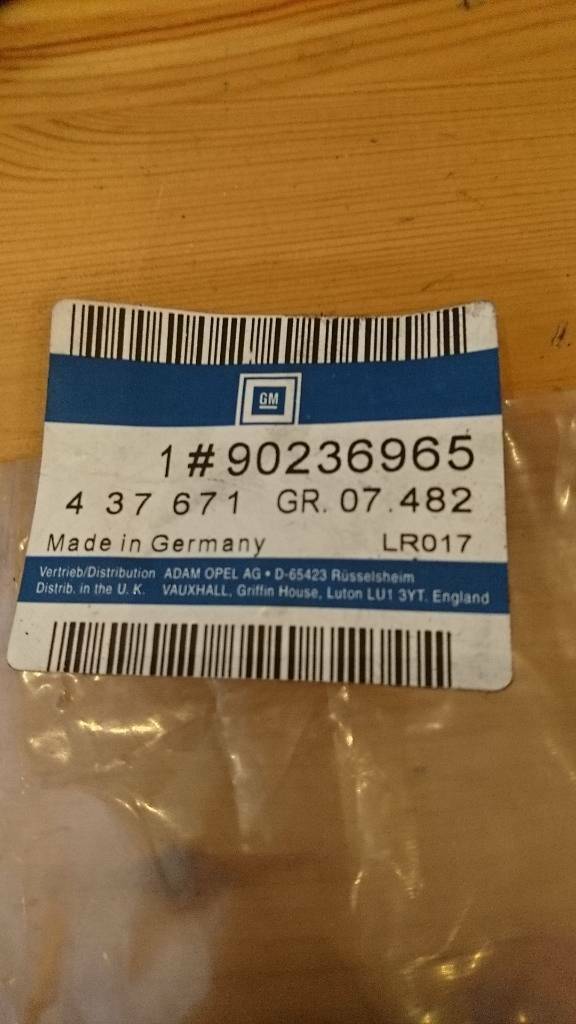 GM
1 # 90236965
4 37 671 GR. 07.482
Made in Germany LR017
Vertrieb/Distribution ADAM OPEL AG • D-65423 Rüsselsheim
Distrib. in the U. K. VAUXHALL, Griffin House, Luton LU1 3YT. England